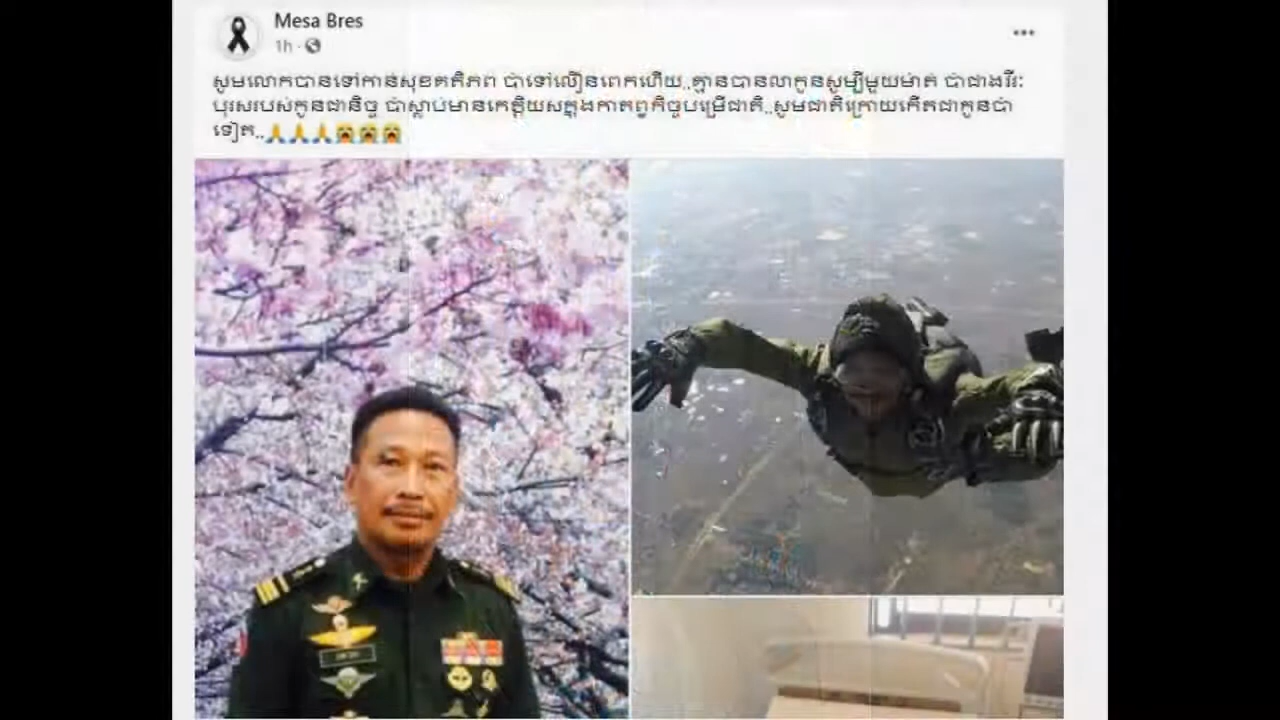 Mesa Bres
1h
សូមលោកបានទៅកាន់សុខគតិភព ប៉ាទៅលឿនពេកហើយ..គ្មានបានលាកូនសូម្បីមួយម៉ាត់ ប៉ាជាងវីរៈ
បុរសរបស់កូនជានិច្ច ប៉ាស្លាប់មានកេត្តិយសក្នុងកាតព្វកិច្ចបម្រើជាតិ..សូមជាតិក្រោយកើតជាកូនប៉ា
ទៀត..🙏🙏🙏😭😭😭